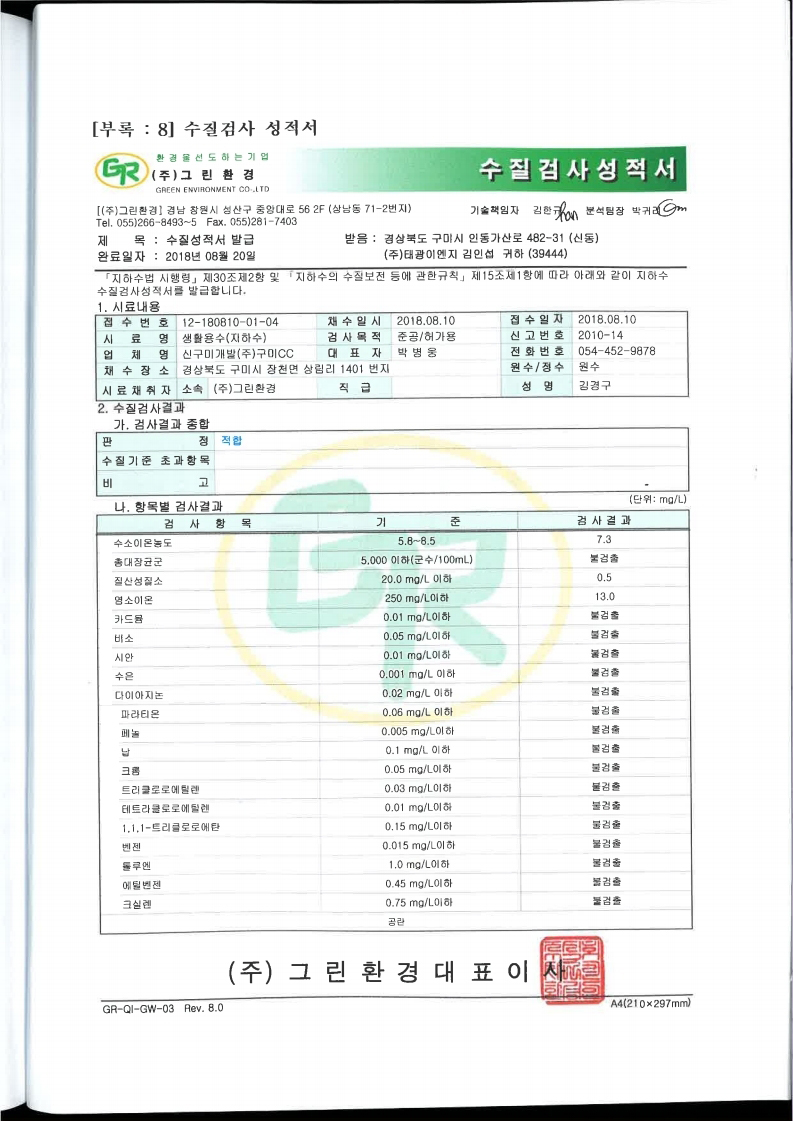 [부록 : 8] 수질검사 성적서
GR
환경을선도하는기업
(주)그린환경
GREEN ENVIRONMENT CO.,LTD
수질검사성적서
[(주)그린환경] 경남 창원시 성산구 중앙대로 56 2F (상남동 71-2번지)
기술책임자 김한규 분석팀장 박귀리
Tel. 055)266-8493~5 Fax. 055)281-7403
제 목 : 수질성적서 발급
받음 : 경상북도 구미시 인동가산로 482-31 (신동)
완료일자 : 2018년 08월 20일
(주)태광이엔지 김인섭 귀하 (39444)
「지하수법 시행령」제30조제2항 및 「지하수의 수질보전 등에 관한규칙」제15조제1항에 따라 아래와 같이 지하수
수질검사성적서를 발급합니다.
1. 시료내용
접수번호 12-180810-01-04 채수일시 2018.08.10 접수일자 2018.08.10
시료명 생활용수(지하수) 검사목적 준공/허가용 신고번호 2010-14
업체명 신구미개발(주)구미CC 대표자 박병웅 전화번호 054-452-9878
채수장소 경상북도 구미시 장천면 상림리 1401 번지 원수/정수 원수
시료채취자 소속 (주)그린환경 직급 성명 김경구
2. 수질검사결과
가. 검사결과 종합
판정 적합
수질기준 초과항목
비고 -
(단위: mg/L)
나. 항목별 검사결과
검사항목 기준 검사결과
수소이온농도 5.8~8.5 7.3
총대장균군 5,000 이하(군수/100mL) 불검출
질산성질소 20.0 mg/L 이하 0.5
염소이온 250 mg/L이하 13.0
카드뮴 0.01 mg/L이하 불검출
비소 0.05 mg/L이하 불검출
시안 0.01 mg/L이하 불검출
수은 0.001 mg/L 이하 불검출
다이아지논 0.02 mg/L 이하 불검출
파라티온 0.06 mg/L 이하 불검출
페놀 0.005 mg/L이하 불검출
납 0.1 mg/L 이하 불검출
크롬 0.05 mg/L이하 불검출
트리클로로에틸렌 0.03 mg/L이하 불검출
테트라클로로에틸렌 0.01 mg/L이하 불검출
1,1,1-트리클로로에탄 0.15 mg/L이하 불검출
벤젠 0.015 mg/L이하 불검출
톨루엔 1.0 mg/L이하 불검출
에틸벤젠 0.45 mg/L이하 불검출
크실렌 0.75 mg/L이하 불검출
공란
(주)그린환경대표이사
GR-QI-GW-03 Rev. 8.0
A4(210×297mm)